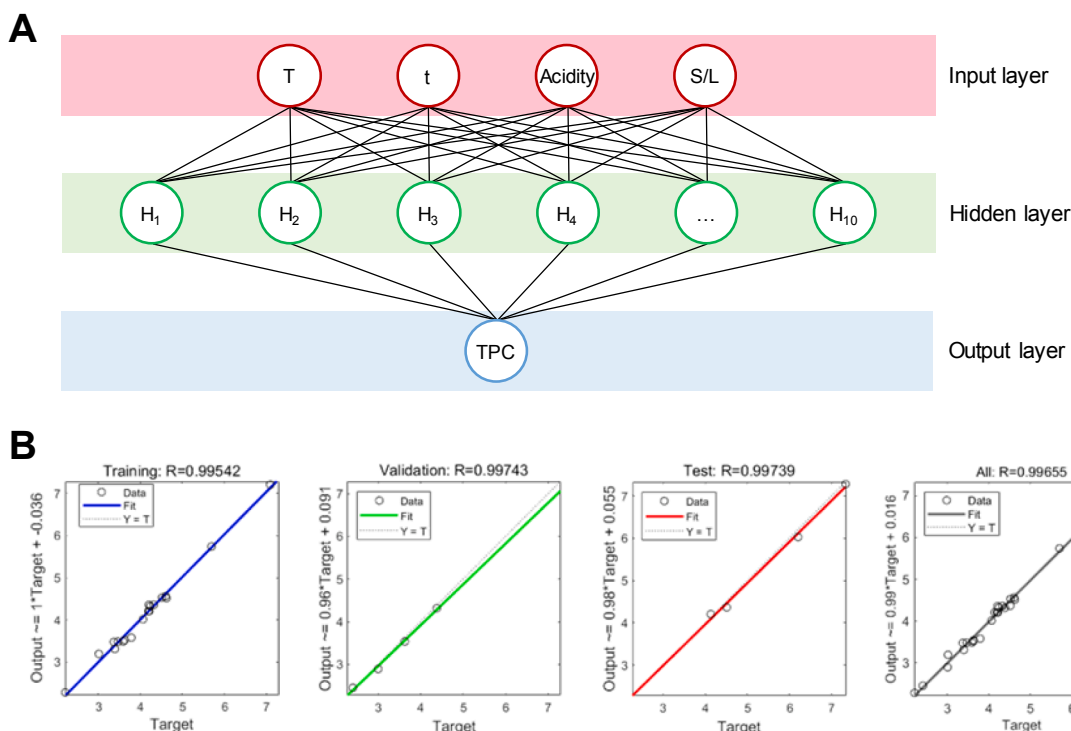 A
T t Acidity S/L Input layer
H1 H2 H3 H4 ... H10 Hidden layer
TPC Output layer
B
Training: R=0.99542
Output ~= 1*Target + -0.036
Data
Fit
Y = T
7
6
5
4
3
3 4 5 6 7
Target
Validation: R=0.99743
Output ~= 0.96*Target + 0.091
Data
Fit
Y = T
7
6
5
4
3
3 4 5 6 7
Target
Test: R=0.99739
Output ~= 0.98*Target + 0.055
Data
Fit
Y = T
7
6
5
4
3
3 4 5 6 7
Target
All: R=0.99655
Output ~= 0.99*Target + 0.016
Data
Fit
Y = T
7
6
5
4
3
3 4 5 6
Target